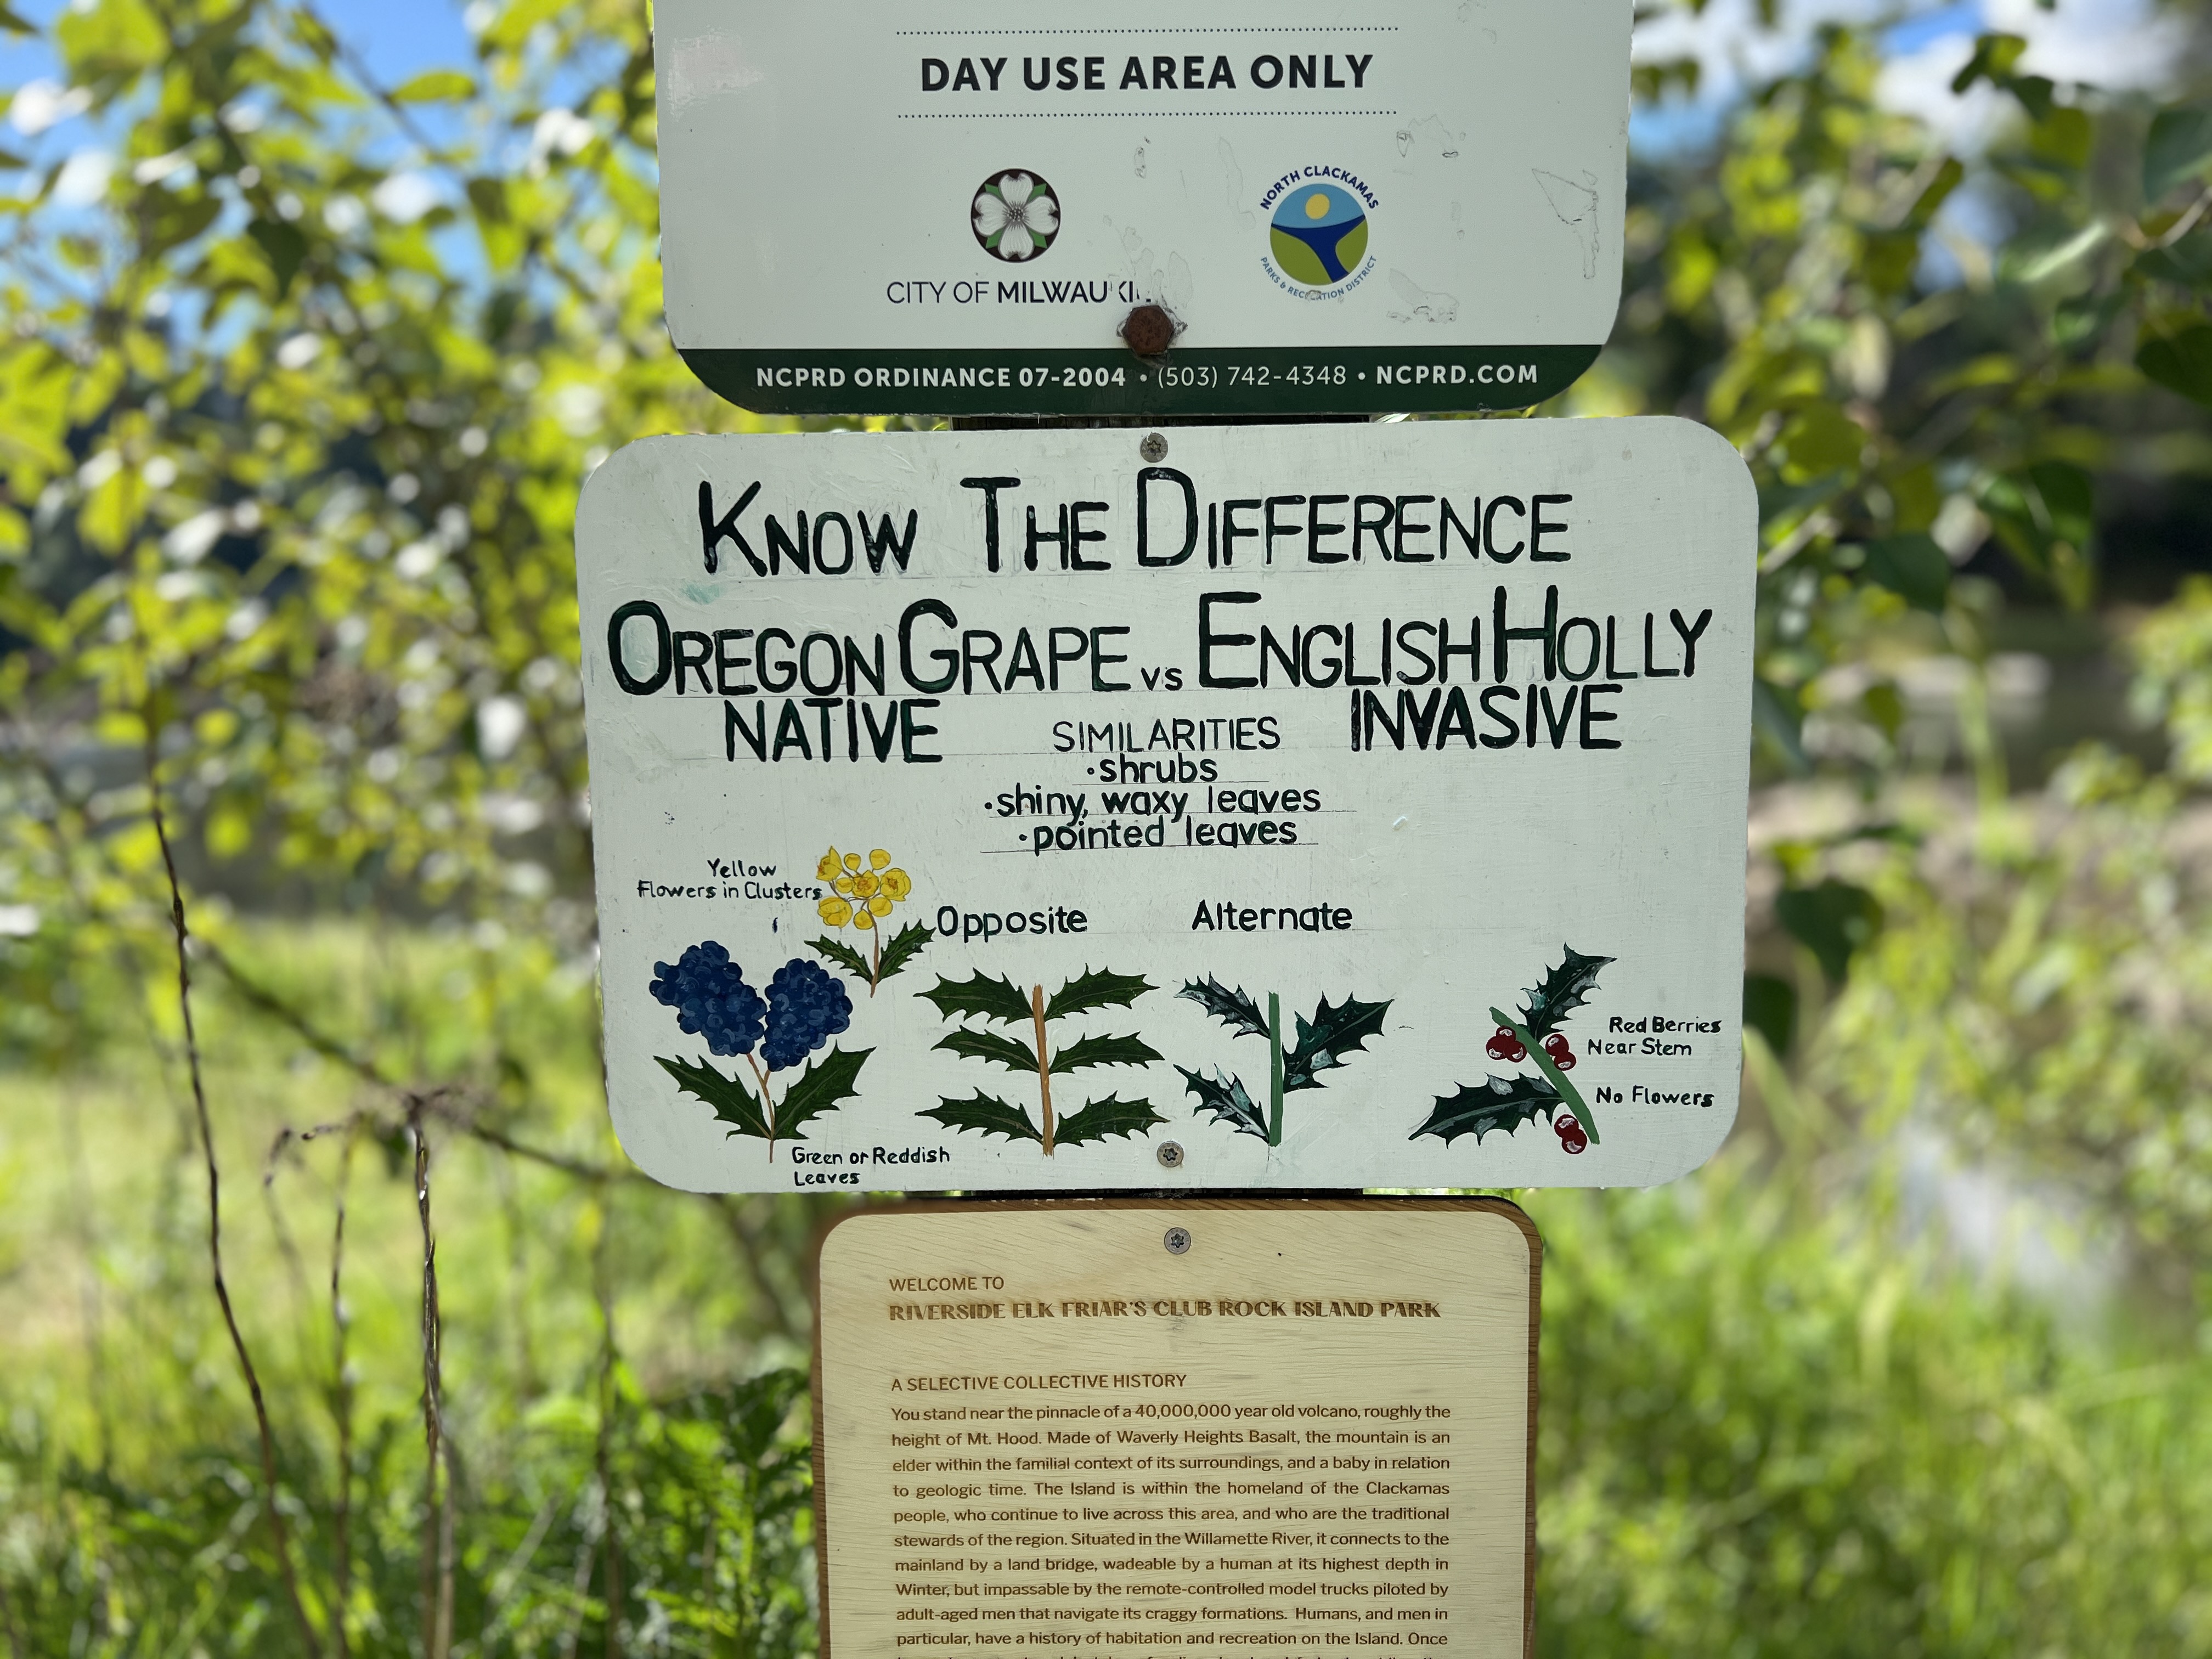 DAY USE AREA ONLY
CITY OF
NORTH CLACKAMAS
PARKS & RECREATION DISTRICT
NCPRD ORDINANCE 07-2004 • (503) 742-4348 • NCPRD.COM
KNOW THE DIFFERENCE
OREGON GRAPE VS ENGLISH HOLLY
NATIVE
INVASIVE
SIMILARITIES
•shrubs
•shiny, waxy leaves
•pointed leaves
Yellow
Flowers in Clusters
Opposite
Alternate
Red Berries
Near Stem
No Flowers
Green or Reddish
Leaves
WELCOME TO
RIVERSIDE ELK FRIAR'S CLUB ROCK ISLAND PARK
A SELECTIVE COLLECTIVE HISTORY
You stand near the pinnacle of a 40,000,000 year old volcano, roughly the
height of Mt. Hood. Made of Waverly Heights Basalt, the mountain is an
elder within the familial context of its surroundings, and a baby in relation
to geologic time. The Island is within the homeland of the Clackamas
people, who continue to live across this area, and who are the traditional
stewards of the region. Situated in the Willamette River, it connects to the
mainland by a land bridge, wadeable by a human at its highest depth in
Winter, but impassable by the remote-controlled model trucks piloted by
adult-aged men that navigate its craggy formations. Humans, and men in
particular, have a history of habitation and recreation on the Island. Once